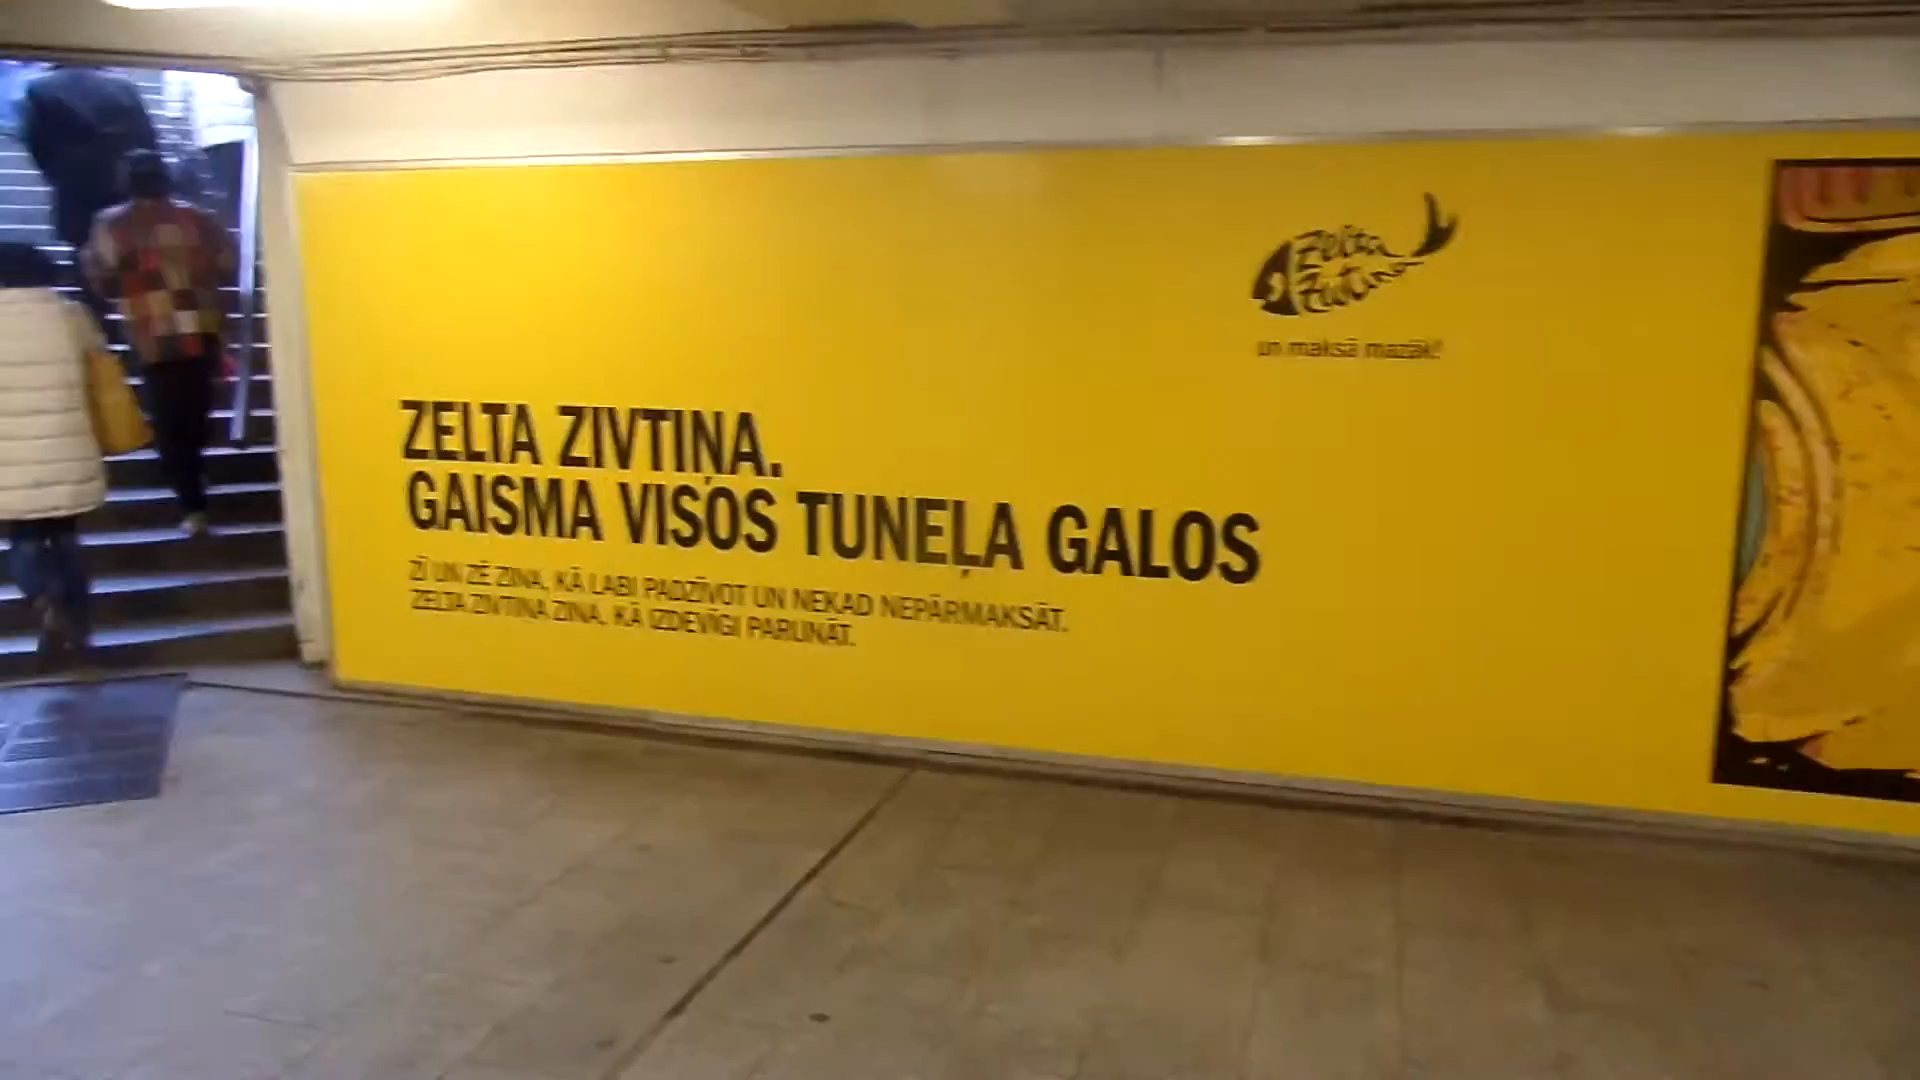 Zelta
Zivtiņa
un maksā mazāk!
ZELTA ZIVTIŅA.
GAISMA VISOS TUNEĻA GALOS
ZĪ UN ZĒ ZINA, KĀ LABI PADZĪVOT UN NEKAD NEPĀRMAKSĀT.
ZELTA ZIVTIŅA ZINA, KĀ IZDEVĪGI PARUNĀT.